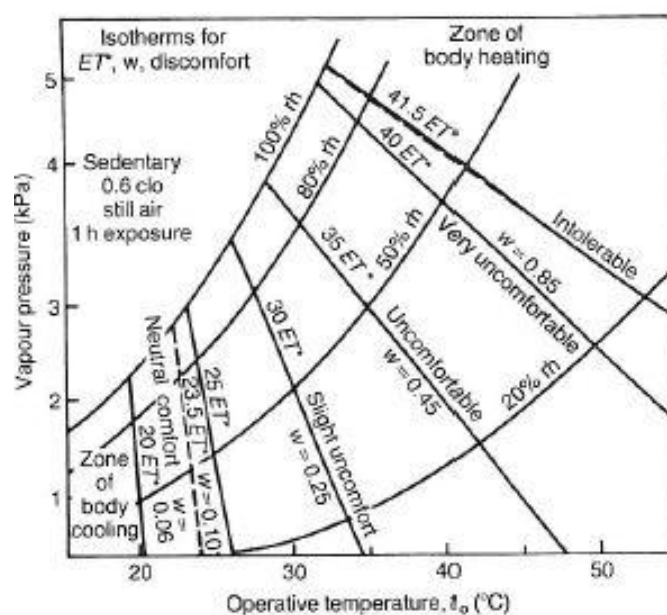 Isotherms for
ET*, w, discomfort
Zone of
body heating
Sedentary
0.6 clo
still air
1 h exposure
100% rh
80% rh
50% rh
20% rh
41.5 ET*
40 ET*
35 ET*
30 ET*
25 ET*
23.5 ET*
20 ET*
Intolerable
w = 0.85
Very uncomfortable
Uncomfortable
w = 0.45
Slight uncomfort
w = 0.25
w = 0.10
Neutral
comfort
w =
0.06
Zone
of
body
cooling
Vapour pressure (kPa)
5
4
3
2
1
20
30
40
50
Operative temperature, to (°C)